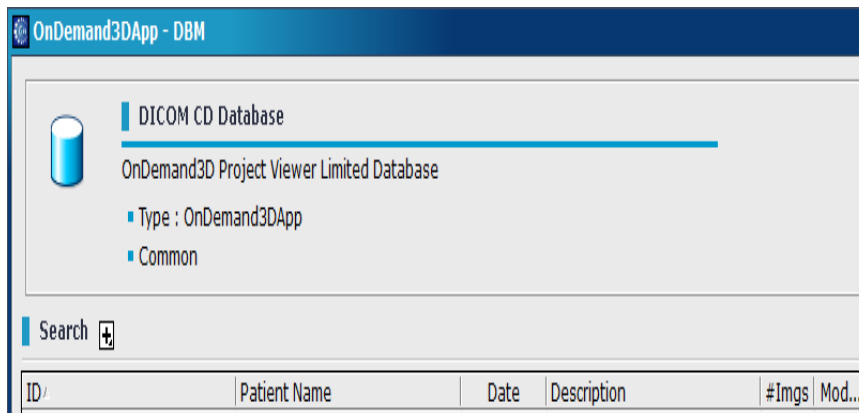 OnDemand3DApp - DBM
DICOM CD Database
OnDemand3D Project Viewer Limited Database
Type : OnDemand3DApp
Common
Search
ID Patient Name Date Description #Imgs Mod...